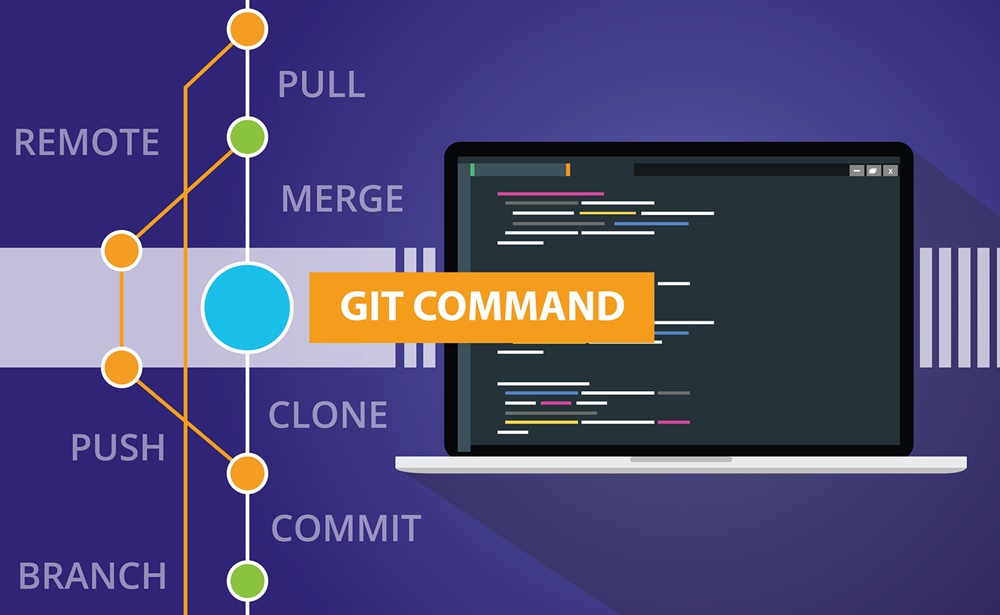 PULL
REMOTE
MERGE
GIT COMMAND
CLONE
PUSH
COMMIT
BRANCH